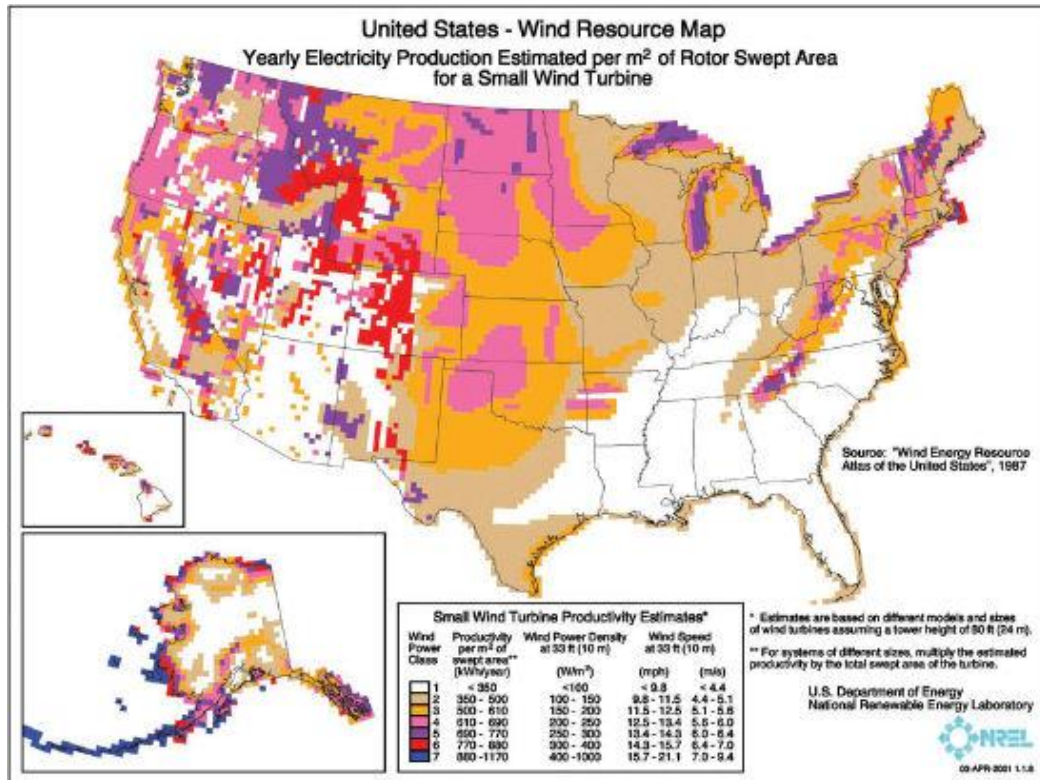 United States - Wind Resource Map
Yearly Electricity Production Estimated per m² of Rotor Swept Area
for a Small Wind Turbine
Source: "Wind Energy Resource
Atlas of the United States", 1987
Small Wind Turbine Productivity Estimates*
Wind Productivity Wind Power Density Wind Speed
Power per m² of at 33 ft (10 m) at 33 ft (10 m)
Class swept area**
(kWh/year) (W/m²) (mph) (m/s)
1 < 350 <100 < 9.8 < 4.4
2 350 - 500 100 - 150 9.8 - 11.5 4.4 - 5.1
3 500 - 610 150 - 200 11.5 - 12.5 5.1 - 5.6
4 610 - 690 200 - 250 12.5 - 13.4 5.6 - 6.0
5 690 - 770 250 - 300 13.4 - 14.3 6.0 - 6.4
6 770 - 880 300 - 400 14.3 - 15.7 6.4 - 7.0
7 880 - 1170 400 - 1000 15.7 - 21.1 7.0 - 9.4
* Estimates are based on different models and sizes
of wind turbines assuming a tower height of 80 ft (24 m).
** For systems of different sizes, multiply the estimated
productivity by the total swept area of the turbine.
U.S. Department of Energy
National Renewable Energy Laboratory
NREL
02-APR-2001 1.1.6